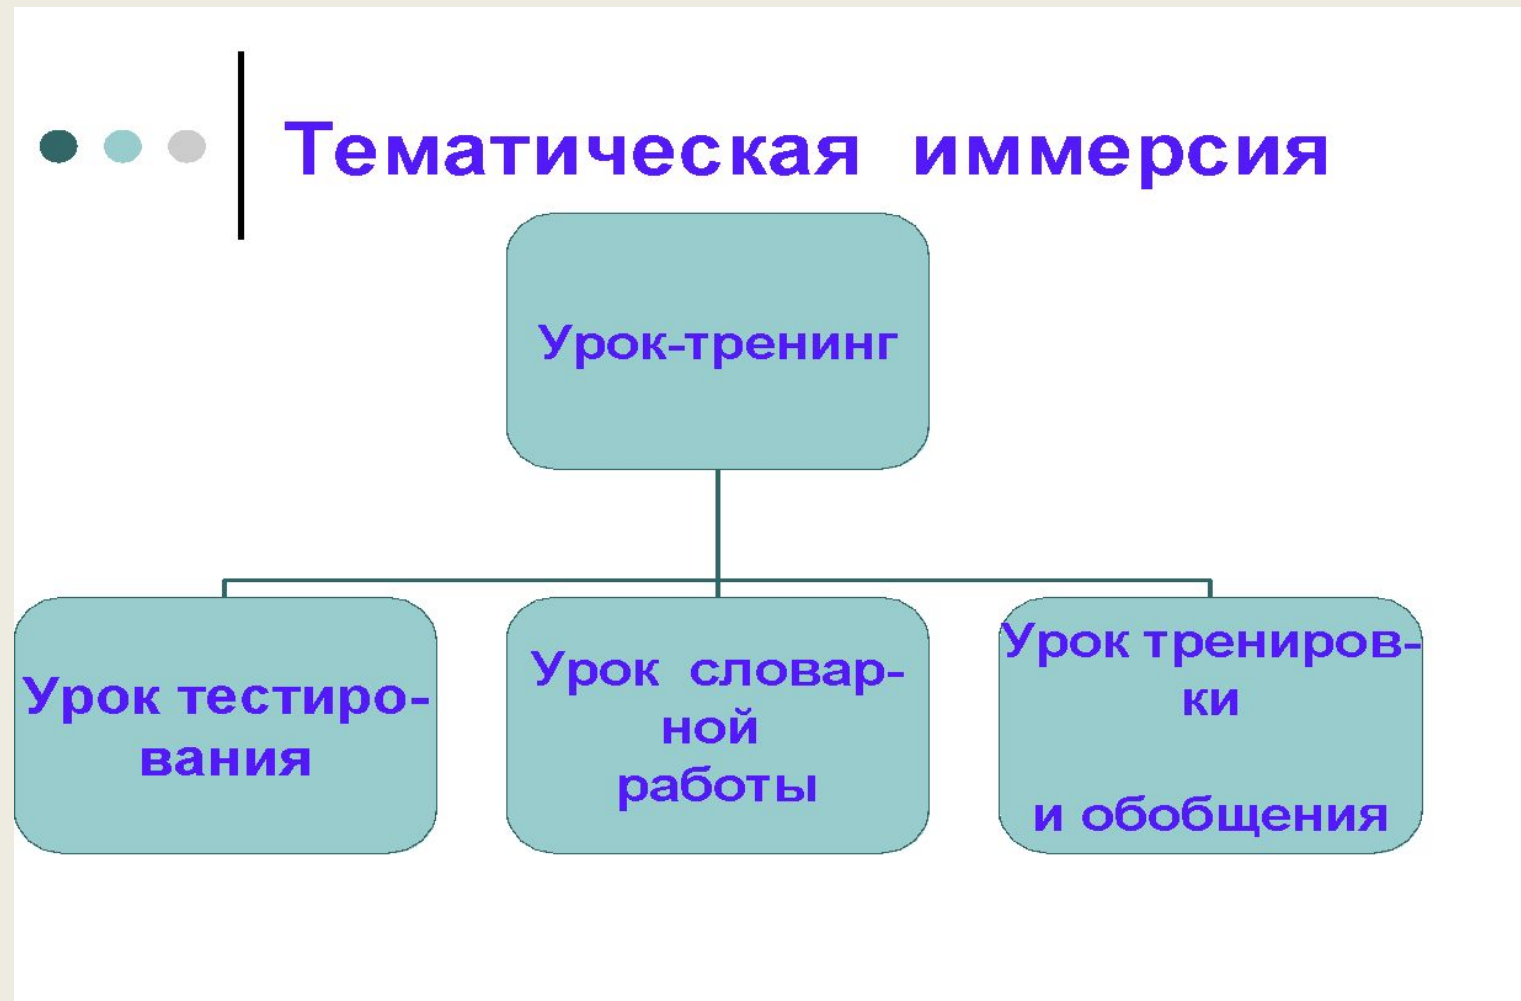 Тематическая иммерсия
Урок-тренинг
Урок тестиро-
вания
Урок словар-
ной
работы
Урок трениров-
ки
и обобщения